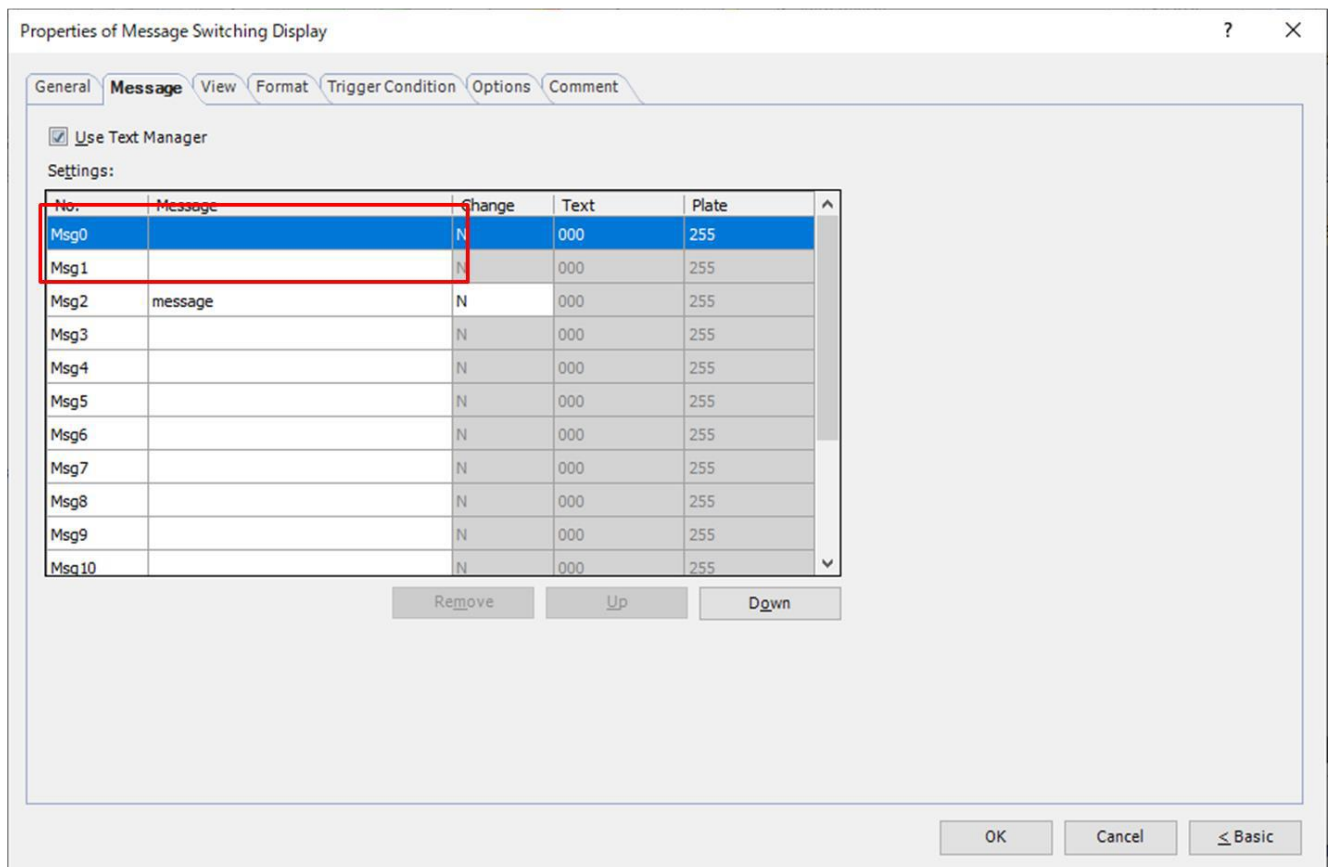 Properties of Message Switching Display ?
General Message View Format Trigger Condition Options Comment
Use Text Manager
Settings:
No. Message Change Text Plate
Msg0 N 000 255
Msg1 N 000 255
Msg2 message N 000 255
Msg3 N 000 255
Msg4 N 000 255
Msg5 N 000 255
Msg6 N 000 255
Msg7 N 000 255
Msg8 N 000 255
Msg9 N 000 255
Msg10 N 000 255
Remove Up Down
OK Cancel < Basic